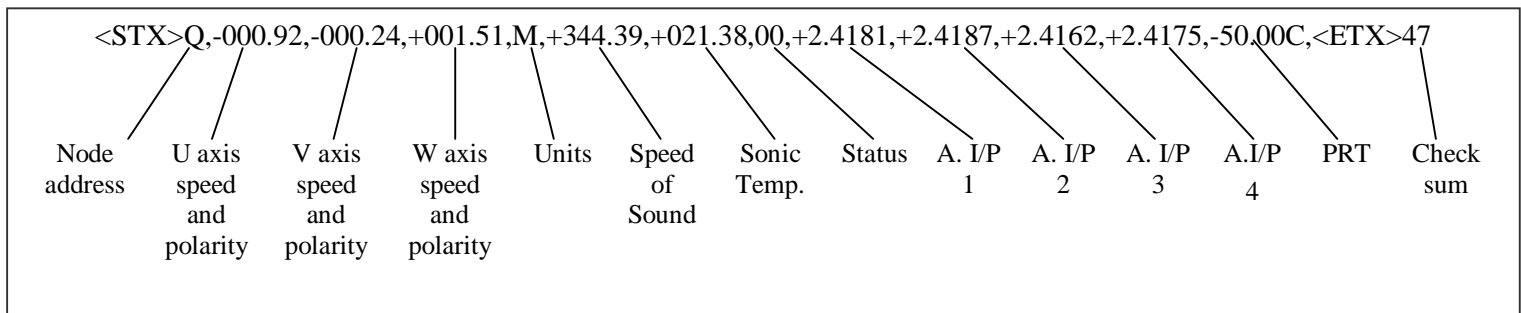 <STX>Q,-000.92,-000.24,+001.51,M,+344.39,+021.38,00,+2.4181,+2.4187,+2.4162,+2.4175,-50.00C,<ETX>47
Node address
U axis speed and polarity
V axis speed and polarity
W axis speed and polarity
Units
Speed of Sound
Sonic Temp.
Status
A. I/P 1
A. I/P 2
A. I/P 3
A.I/P 4
PRT
Check sum